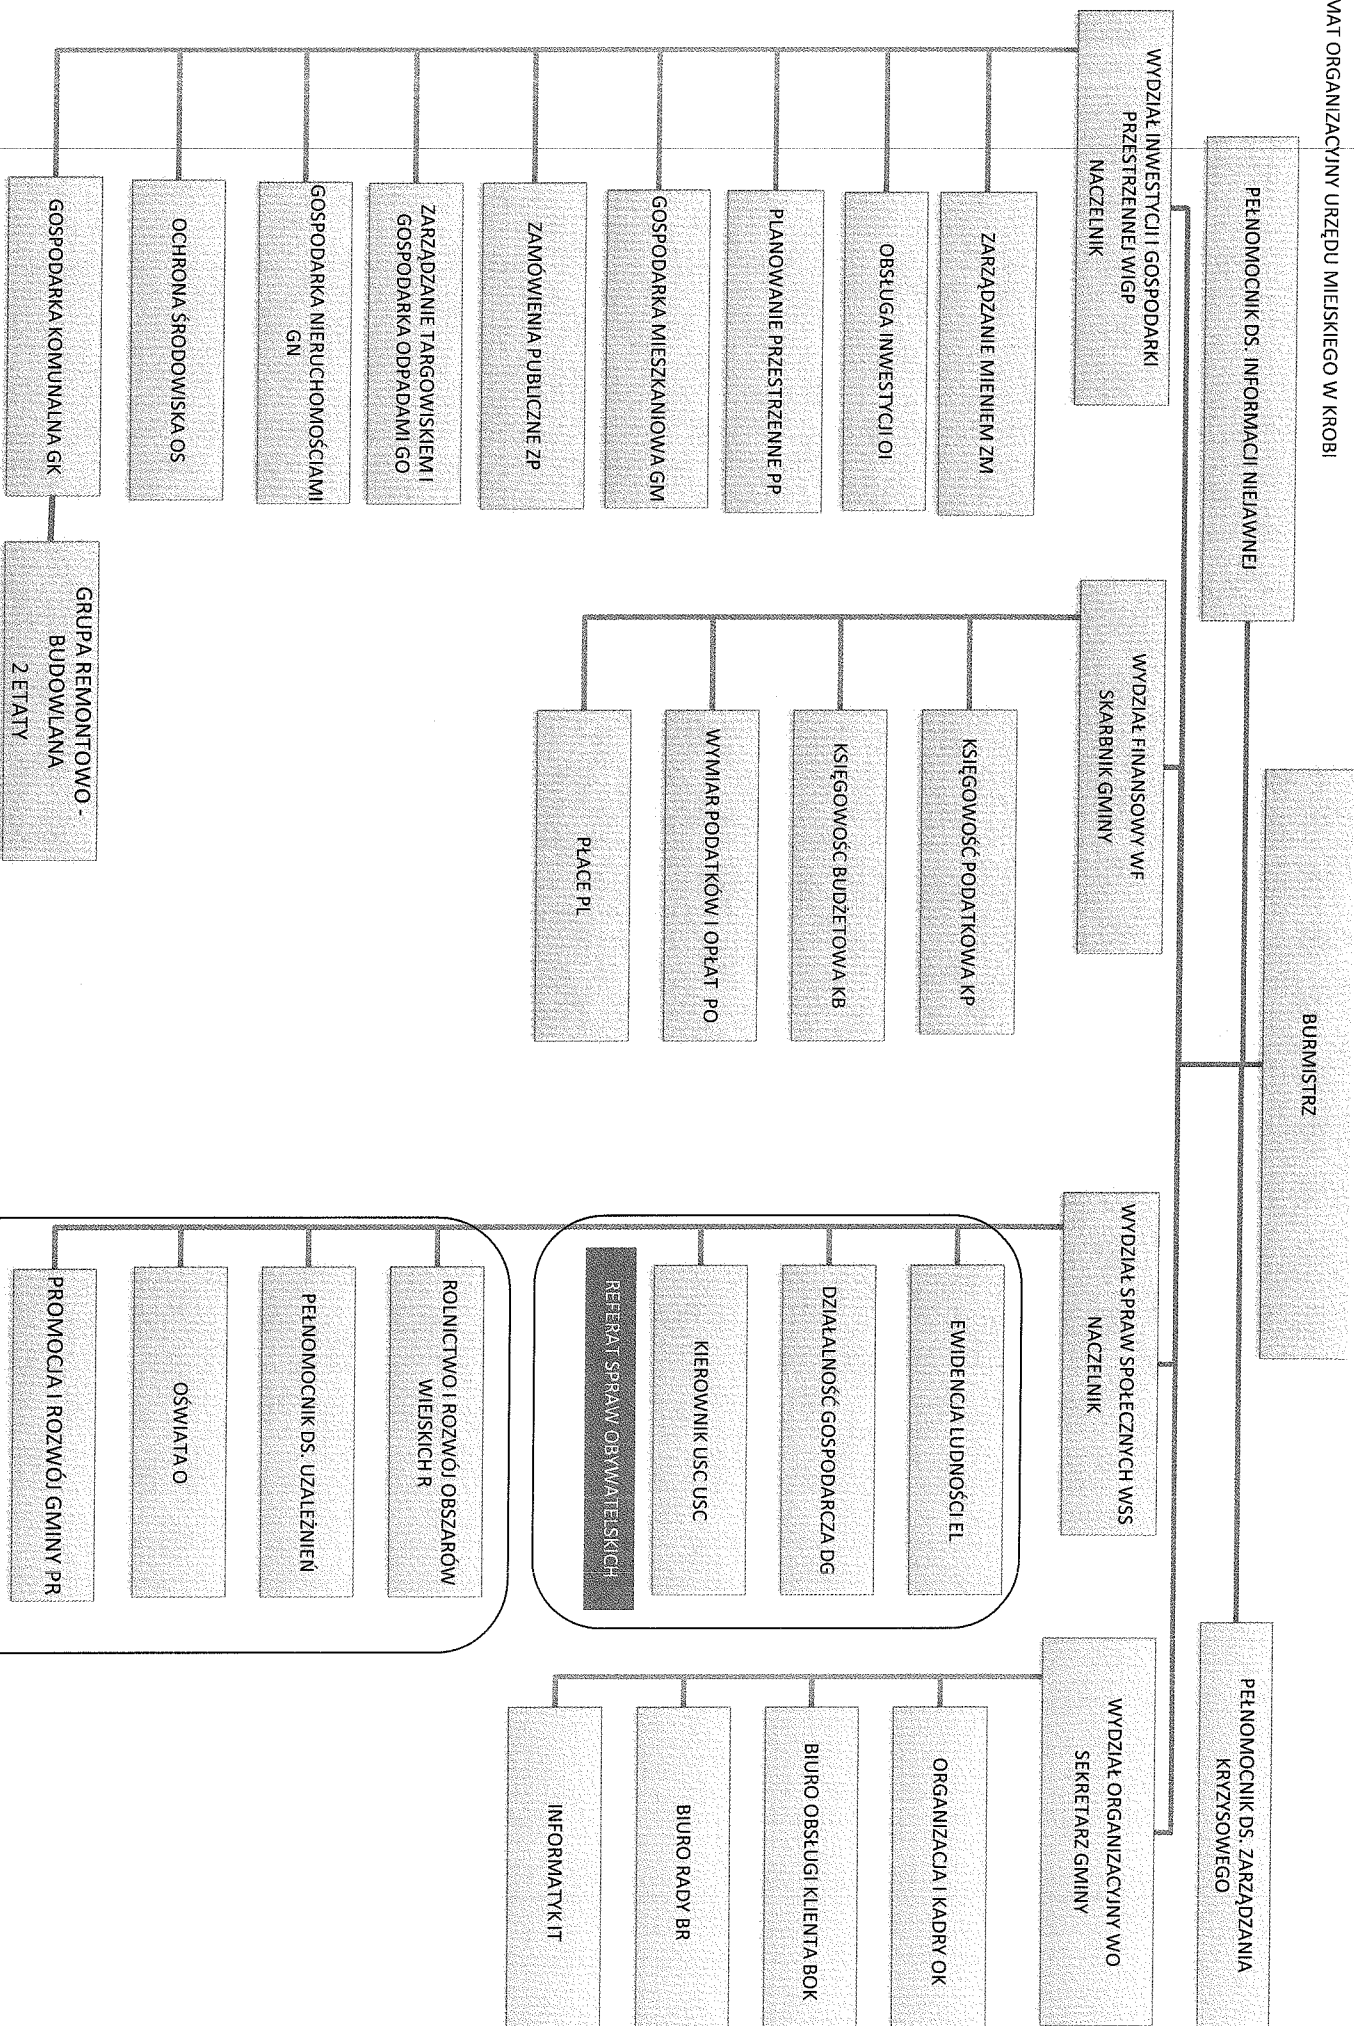 MAT ORGANIZACYJNY URZĘDU MIEJSKIEGO W KROBI
BURMISTRZ
PEŁNOMOCNIK DS. INFORMACJI NIEJAWNEJ
PEŁNOMOCNIK DS. ZARZĄDZANIA
KRYZYSOWEGO
WYDZIAŁ INWESTYCJI I GOSPODARKI
PRZESTRZENNEJ WIGP
NACZELNIK
ZARZĄDZANIE MIENIEM ZM
OBSŁUGA INWESTYCJI OI
PLANOWANIE PRZESTRZENNE PP
GOSPODARKA MIESZKANIOWA GM
ZAMÓWIENIA PUBLICZNE ZP
ZARZĄDZANIE TARGOWISKIEM I
GOSPODARKA ODPADAMI GO
GOSPODARKA NIERUCHOMOŚCIAMI
GN
OCHRONA ŚRODOWISKA OS
GOSPODARKA KOMUNALNA GK
GRUPA REMONTOWO -
BUDOWLANA
2 ETATY
WYDZIAŁ FINANSOWY WF
SKARBNIK GMINY
KSIĘGOWOŚĆ PODATKOWA KP
KSIĘGOWOŚĆ BUDŻETOWA KB
WYMIAR PODATKÓW I OPŁAT PO
PŁACE PL
WYDZIAŁ SPRAW SPOŁECZNYCH WSS
NACZELNIK
EWIDENCJA LUDNOŚCI EL
DZIAŁALNOŚĆ GOSPODARCZA DG
KIEROWNIK USC USC
REFERAT SPRAW OBYWATELSKICH
ROLNICTWO I ROZWÓJ OBSZARÓW
WIEJSKICH R
PEŁNOMOCNIK DS. UZALEŻNIEŃ
OŚWIATA O
PROMOCJA I ROZWÓJ GMINY PR
WYDZIAŁ ORGANIZACYJNY WO
SEKRETARZ GMINY
ORGANIZACJA I KADRY OK
BIURO OBSŁUGI KLIENTA BOK
BIURO RADY BR
INFORMATYK IT